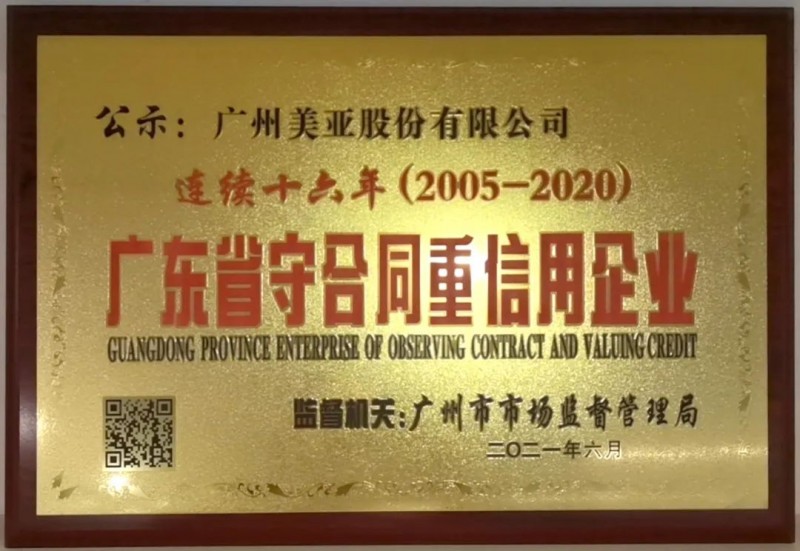 公示：广州美亚股份有限公司
连续十六年(2005-2020)
广东省守合同重信用企业
GUANGDONG PROVINCE ENTERPRISE OF OBSERVING CONTRACT AND VALUING CREDIT
监督机关:广州市市场监督管理局
二〇二一年六月